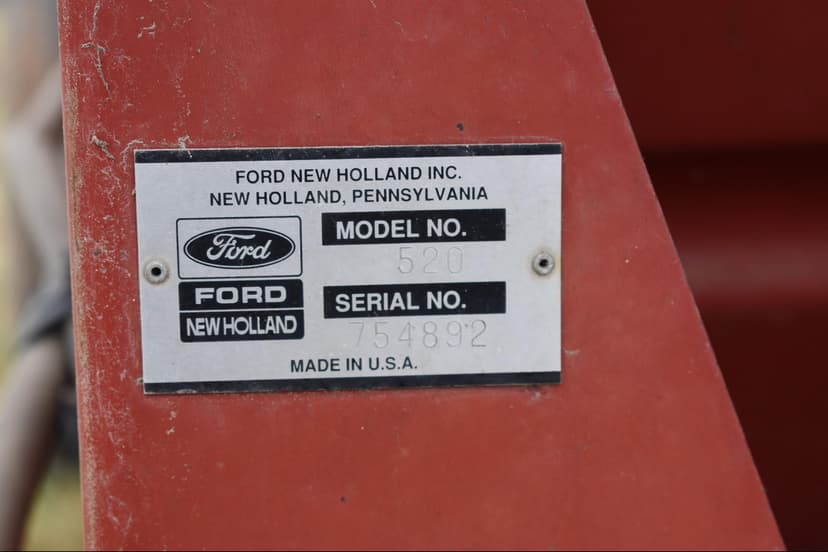 FORD NEW HOLLAND INC.
NEW HOLLAND, PENNSYLVANIA
Ford
FORD
NEW HOLLAND
MODEL NO.
520
SERIAL NO.
754892
MADE IN U.S.A.